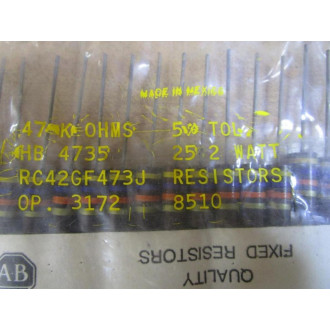 MADE IN MEXICO
47 K OHMS 5% TOL.
HB 4735 25 2 WATT
RC42GF473J RESISTORS
OP. 3172 8510
AB
QUALITY
FIXED RESISTORS